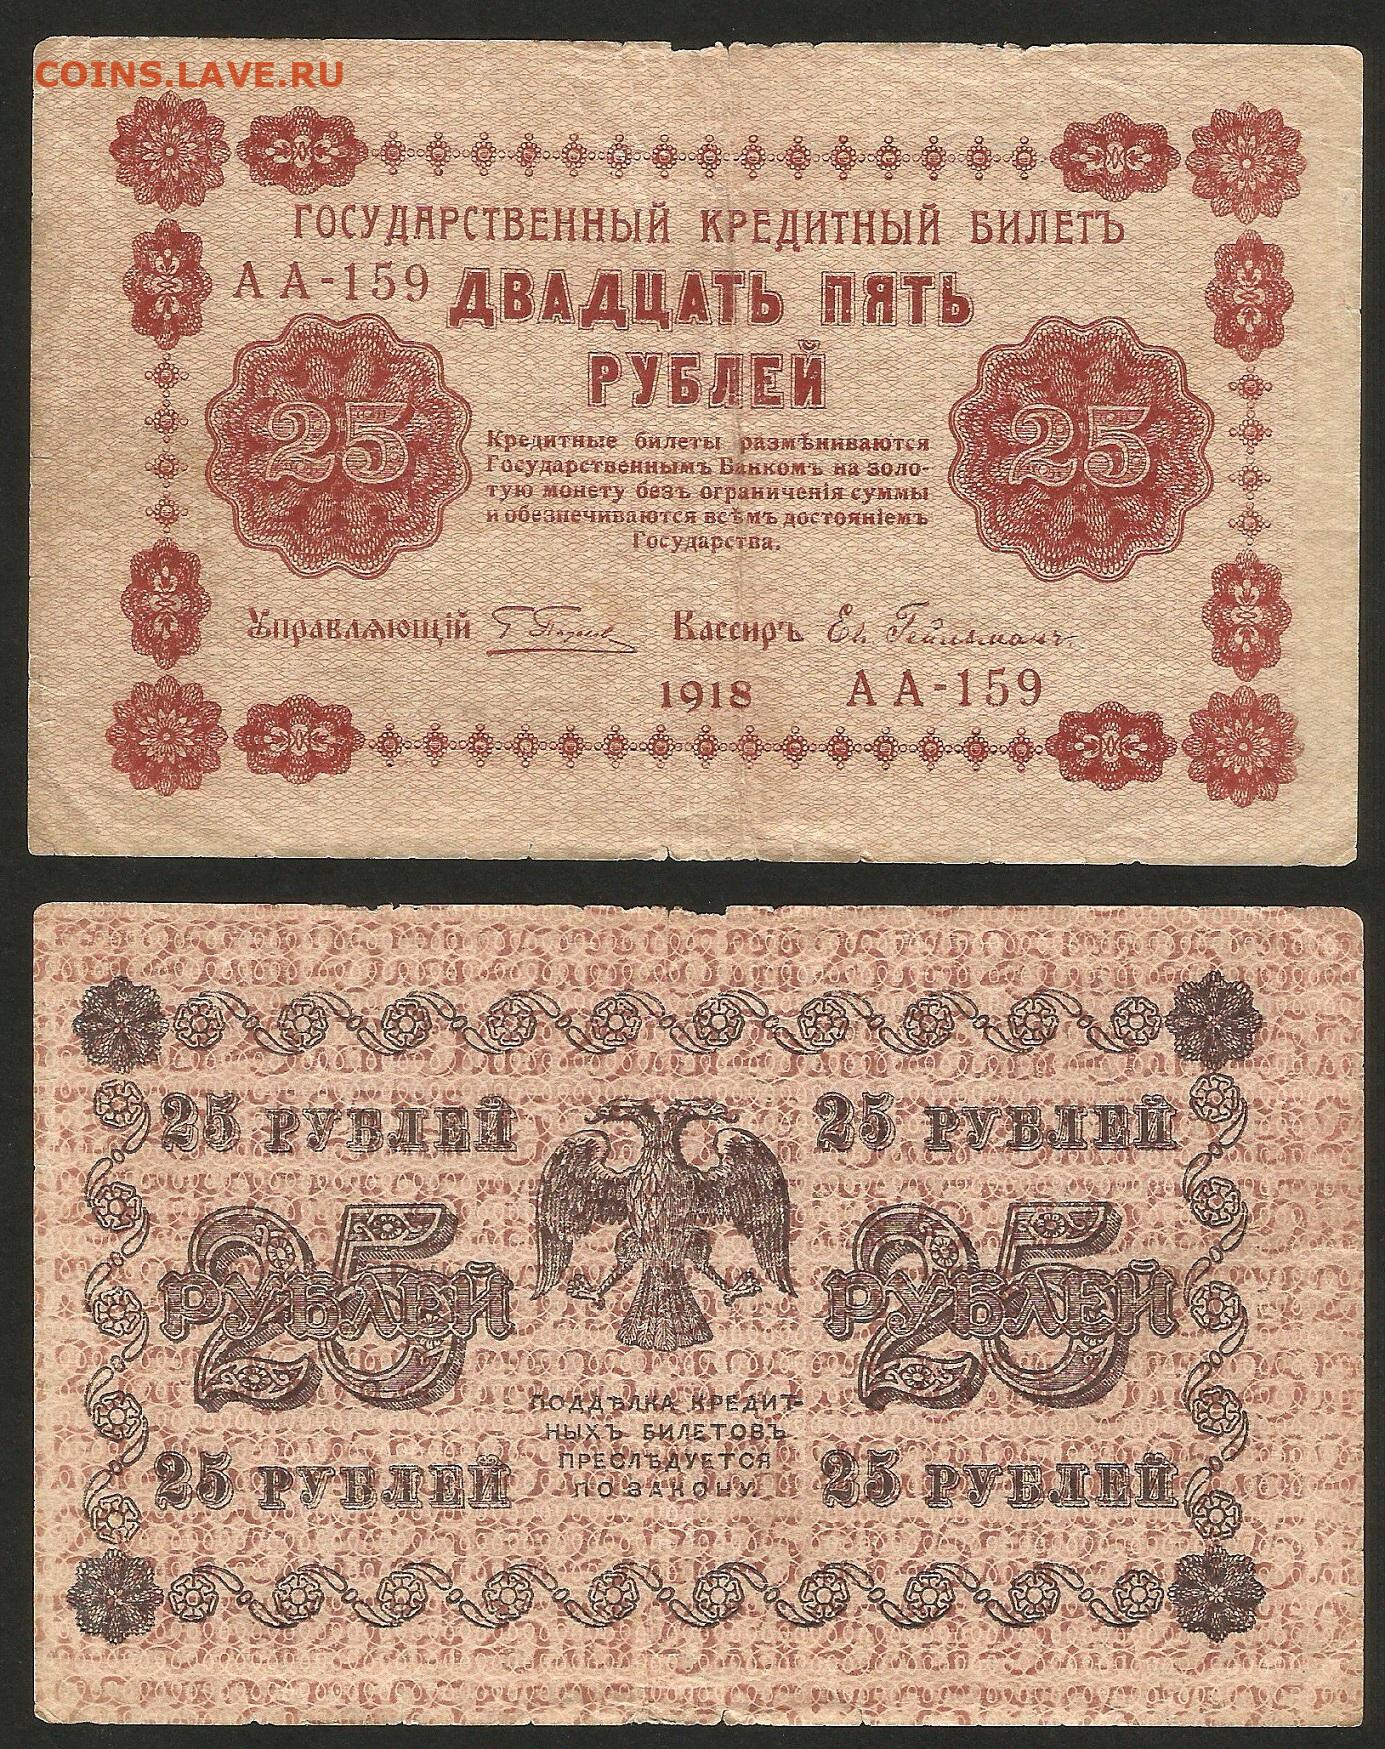 COINS.LAVE.RU
ГОСУДАРСТВЕННЫЙ КРЕДИТНЫЙ БИЛЕТЪ
АА-159 ДВАДЦАТЬ ПЯТЬ
РУБЛЕЙ
25 25
Кредитные билеты размѣниваются
Государственнымъ Банкомъ на золо-
тую монету безъ ограниченія суммы
и обезпечиваются всѣмъ достояніемъ
Государства.
Управляющій Кассиръ Ев. Гейльманъ
1918 АА-159
25 РУБЛЕЙ 25 РУБЛЕЙ
25 РУБЛЕЙ 25 РУБЛЕЙ
ПОДДѢЛКА КРЕДИТ-
НЫХЪ БИЛЕТОВЪ
ПРЕСЛѢДУЕТСЯ
ПО ЗАКОНУ.
25 РУБЛЕЙ 25 РУБЛЕЙ